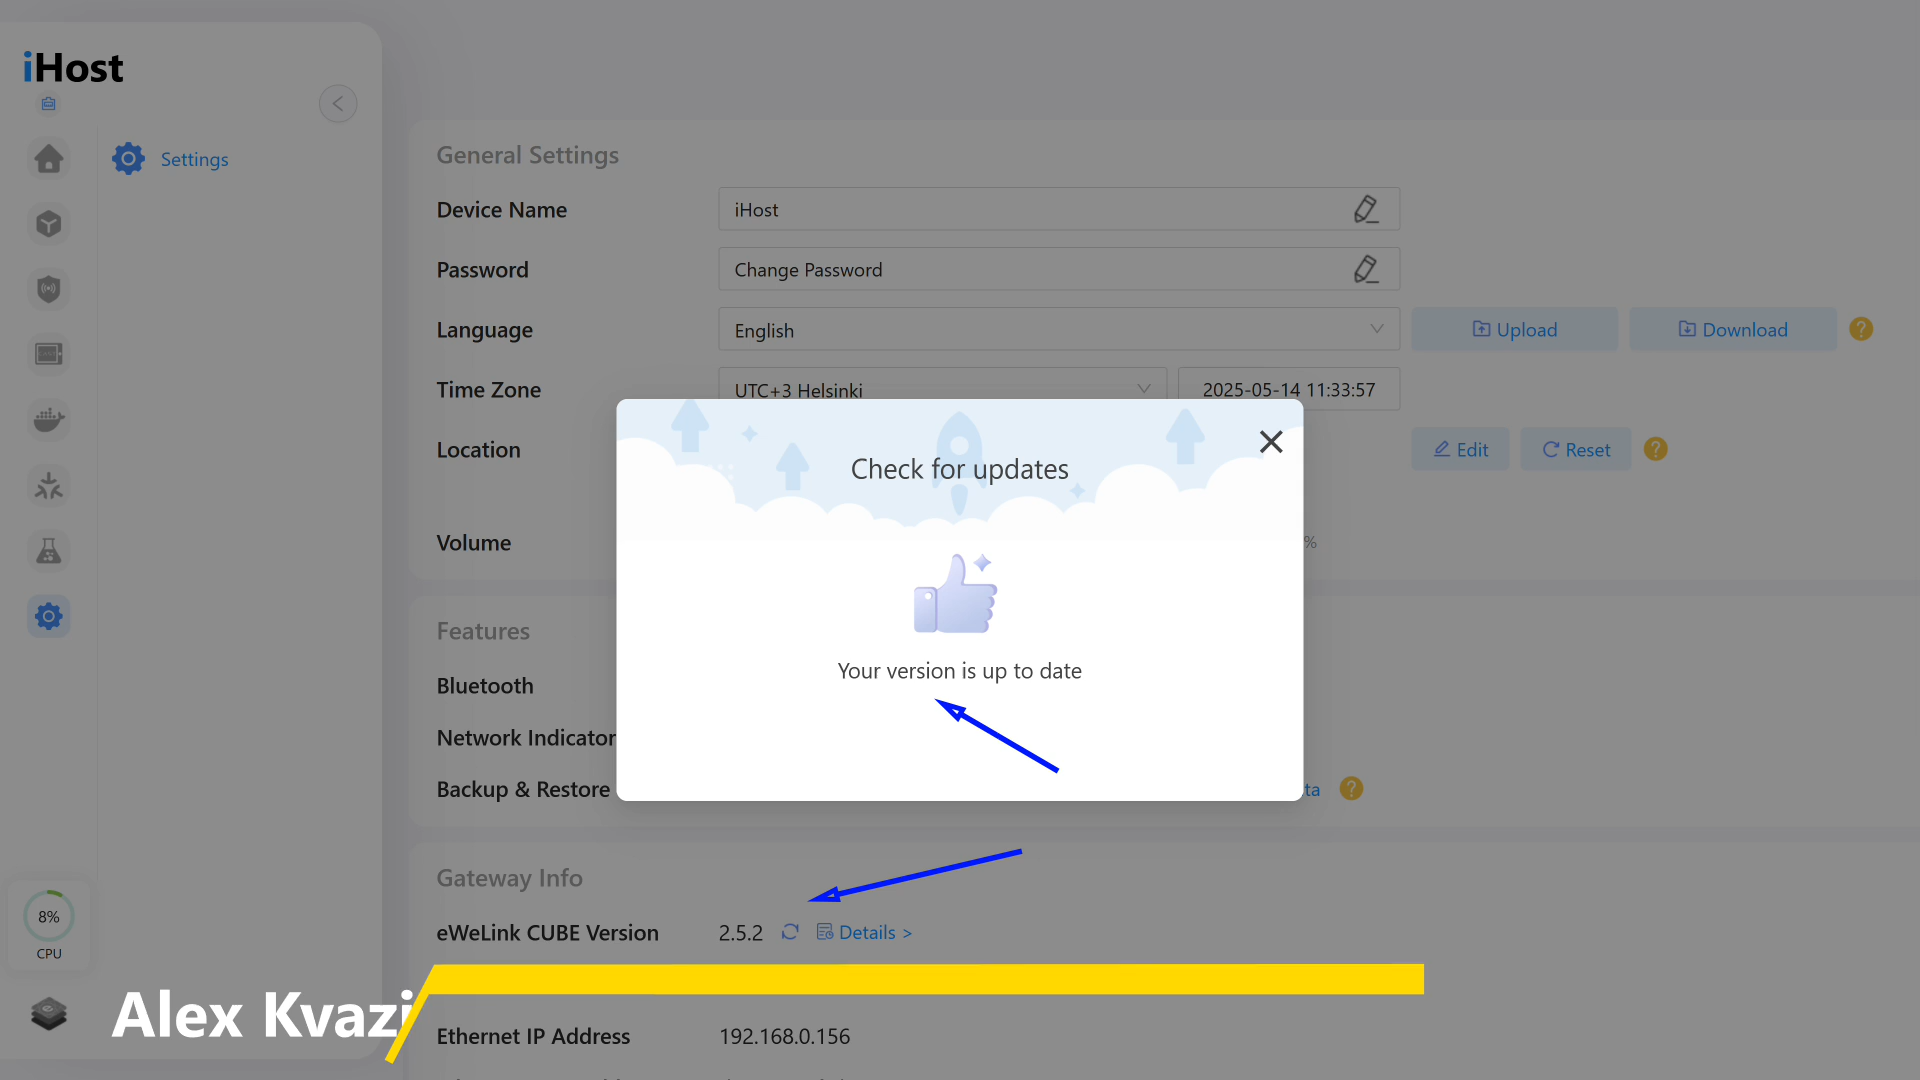 iHost
Settings
General Settings
Device Name
iHost
Password
Change Password
Language
English
Upload
Download
?
Time Zone
UTC+3 Helsinki
2025-05-14 11:33:57
Location
Edit
Reset
?
Check for updates
Volume
%
Your version is up to date
Features
Bluetooth
Network Indicator
Backup & Restore
ta
?
Gateway Info
eWeLink CUBE Version
2.5.2
Details >
8%
CPU
Alex Kvazi
Ethernet IP Address
192.168.0.156